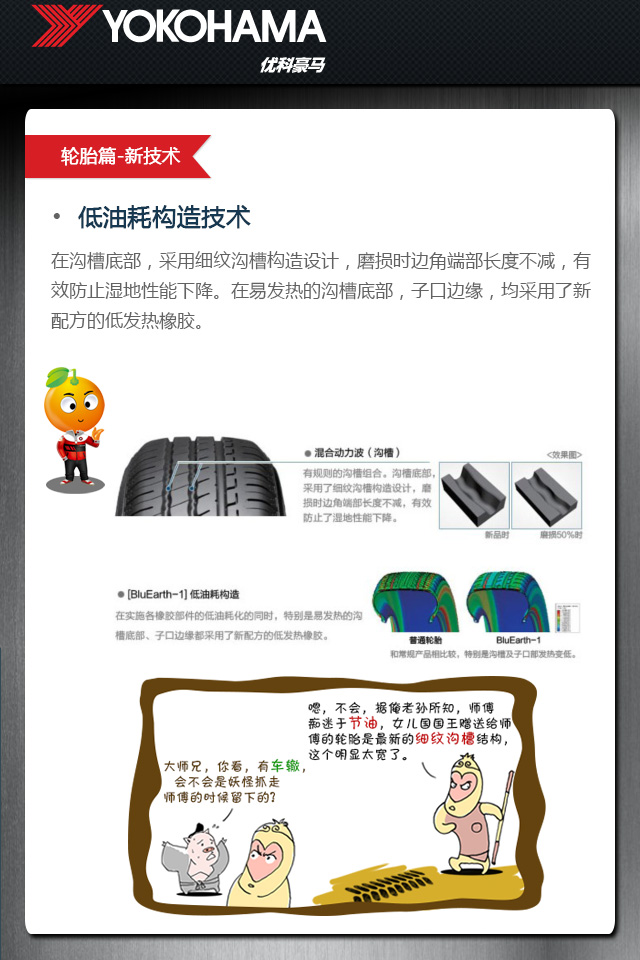 YOKOHAMA
优科豪马
轮胎篇-新技术
• 低油耗构造技术
在沟槽底部，采用细纹沟槽构造设计，磨损时边角端部长度不减，有
效防止湿地性能下降。在易发热的沟槽底部，子口边缘，均采用了新
配方的低发热橡胶。
● 混合动力波（沟槽）
有规则的沟槽组合。沟槽底部，
采用了细纹沟槽构造设计，磨
损时边角端部长度不减，有效
防止了湿地性能下降。
<效果图>
新品时
磨损50%时
● [BluEarth-1] 低油耗构造
在实施各橡胶部件的低油耗化的同时，特别是易发热的沟
槽底部、子口边缘都采用了新配方的低发热橡胶。
普通轮胎
BluEarth-1
和常规产品相比较，特别是沟槽及子口部发热变低。
嗯，不会，据俺老孙所知，师傅
痴迷于节油，女儿国国王赠送给师
傅的轮胎是最新的细纹沟槽结构，
这个明显太宽了。
大师兄，你看，有车辙，
会不会是妖怪抓走
师傅的时候留下的?